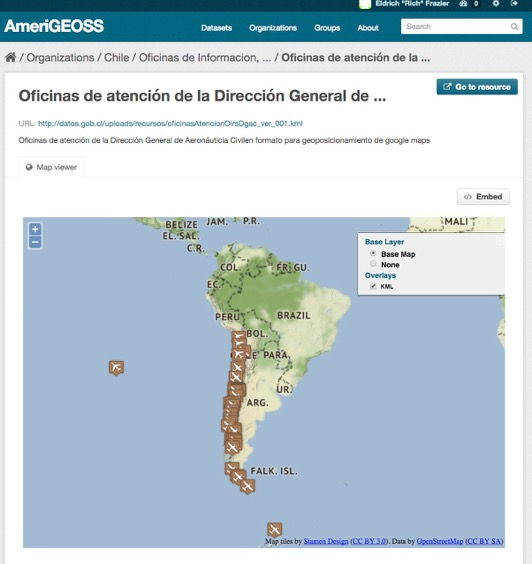 Eldrich "Rich" Frazier 0
AmeriGEOSS
Datasets Organizations Groups About Search
/ Organizations / Chile / Oficinas de Informacion, ... / Oficinas de atención de la ...
Oficinas de atención de la Dirección General de ...
Go to resource
URL: http://datos.gob.cl/uploads/recursos/oficinasAtencionOirsDgac_ver_001.kml
Oficinas de atención de la Dirección General de Aeronáuticia Civilen formato para geoposicionamiento de google maps
Map viewer
</> Embed
+
−
BELIZE JAM. P.R.
EL. SAL.
C.R.
MALI
Base Layer
Base Map
None
Overlays
KML
COL. FR. GU.
EC.
PERU BRAZIL
BOL.
PARA.
UR.
ARG.
FALK. ISL.
Map tiles by Stamen Design (CC BY 3.0). Data by OpenStreetMap (CC BY SA)